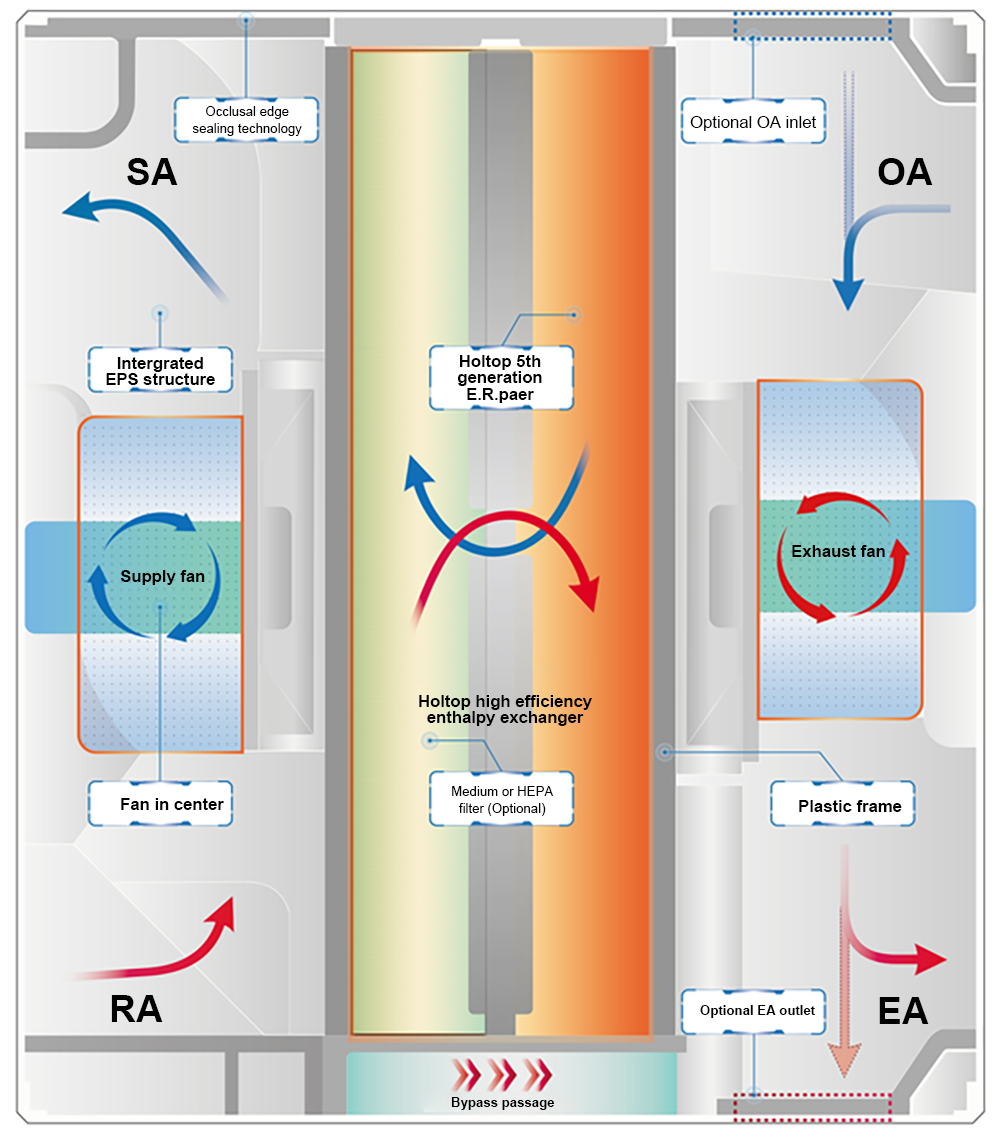 Occlusal edge
sealing technology
Optional OA inlet
SA
OA
Intergrated
EPS structure
Holtop 5th
generation
E.R.paer
Supply fan
Exhaust fan
Holtop high efficiency
enthalpy exchanger
Fan in center
Medium or HEPA
filter (Optional)
Plastic frame
RA
Optional EA outlet
EA
Bypass passage